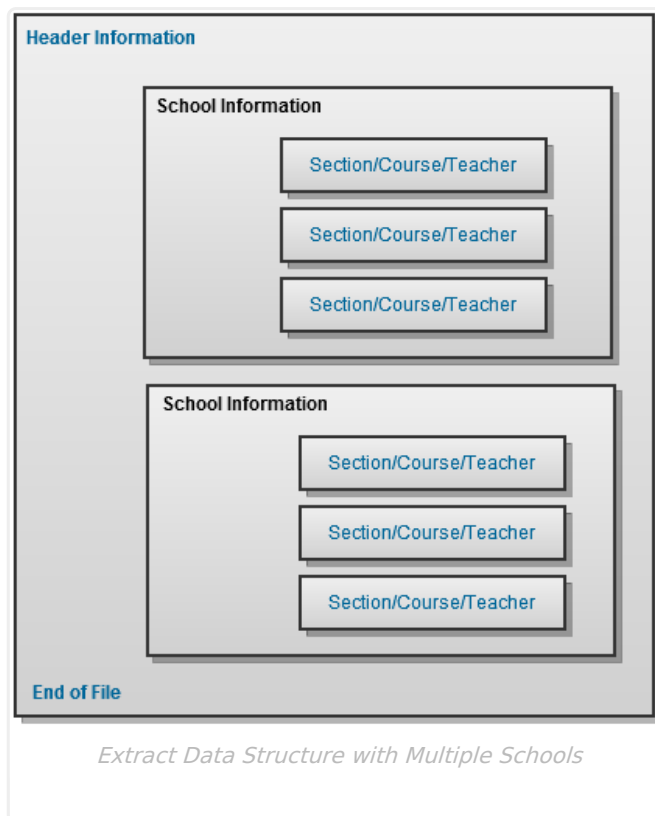 Header Information
School Information
Section/Course/Teacher
Section/Course/Teacher
Section/Course/Teacher
School Information
Section/Course/Teacher
Section/Course/Teacher
Section/Course/Teacher
End of File
Extract Data Structure with Multiple Schools